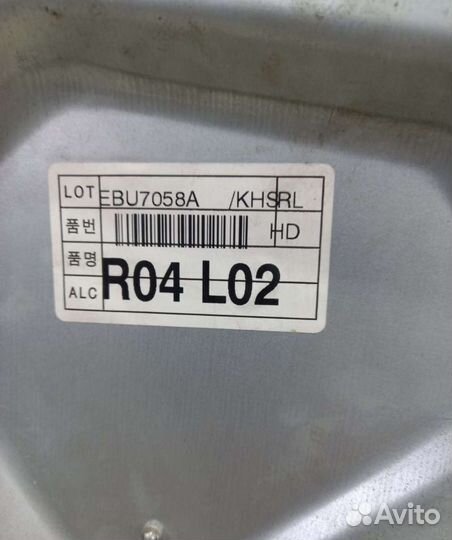 LOT EBU7058A /KHSRL
품번 HD
품명
R04 L02
ALC
Avito